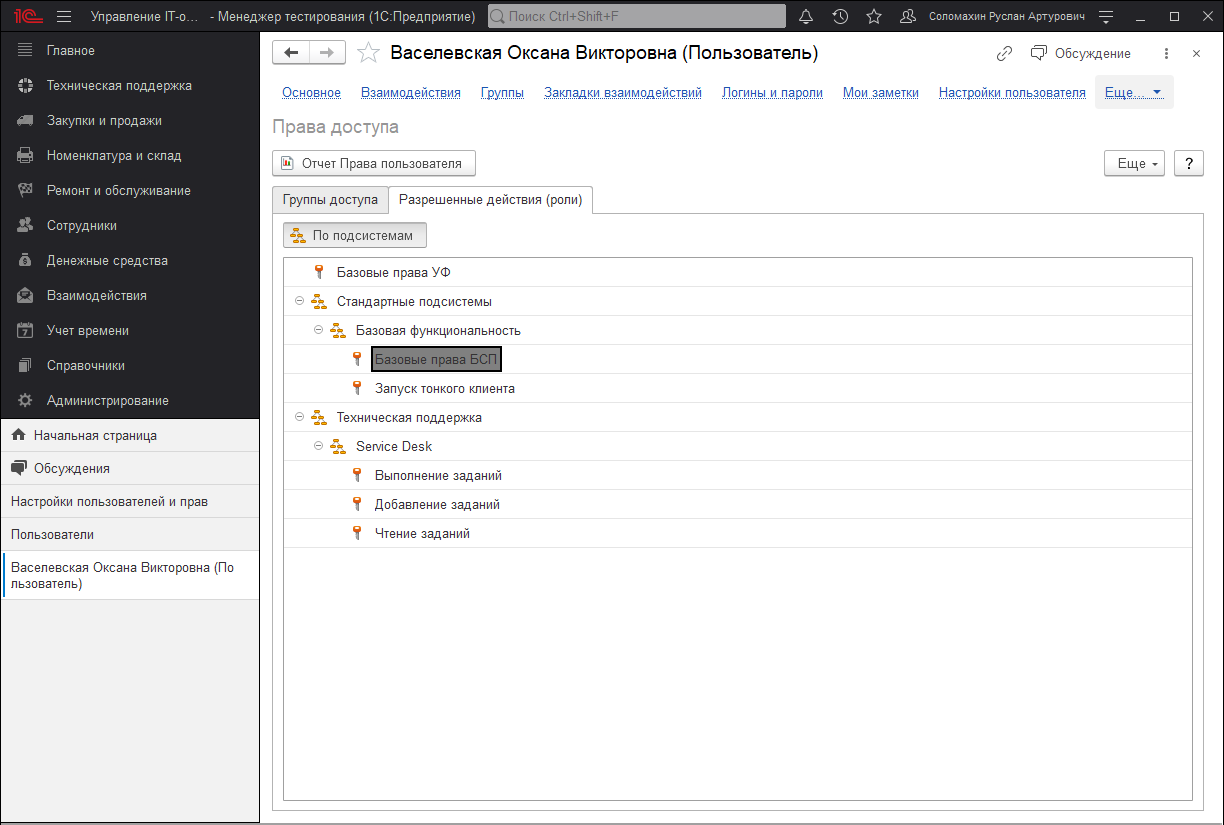 1С Управление IT-о... - Менеджер тестирования (1С:Предприятие) Поиск Ctrl+Shift+F Соломахин Руслан Артурович
Главное
Техническая поддержка
Закупки и продажи
Номенклатура и склад
Ремонт и обслуживание
Сотрудники
Денежные средства
Взаимодействия
Учет времени
Справочники
Администрирование
Начальная страница
Обсуждения
Настройки пользователей и прав
Пользователи
Васелевская Оксана Викторовна (По
льзователь)
Васелевская Оксана Викторовна (Пользователь) Обсуждение
Основное Взаимодействия Группы Закладки взаимодействий Логины и пароли Мои заметки Настройки пользователя Еще...
Права доступа
Отчет Права пользователя Еще ?
Группы доступа Разрешенные действия (роли)
По подсистемам
Базовые права УФ
Стандартные подсистемы
Базовая функциональность
Базовые права БСП
Запуск тонкого клиента
Техническая поддержка
Service Desk
Выполнение заданий
Добавление заданий
Чтение заданий